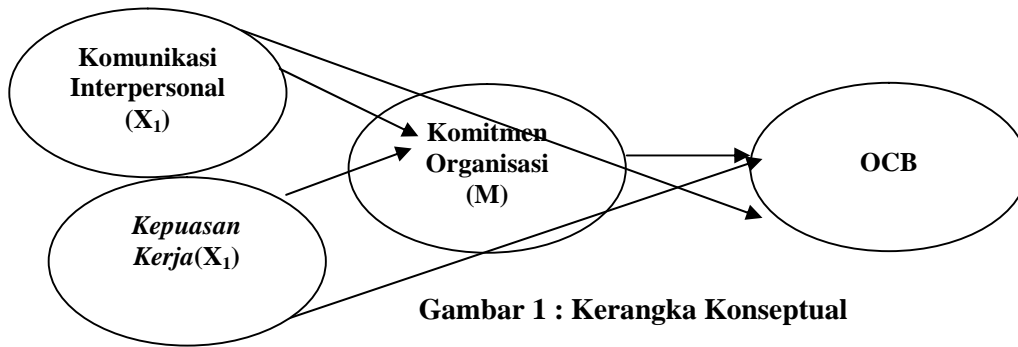 Komunikasi
Interpersonal
(X₁)
Komitmen
Organisasi
(M)
OCB
Kepuasan
Kerja(X₁)
Gambar 1 : Kerangka Konseptual